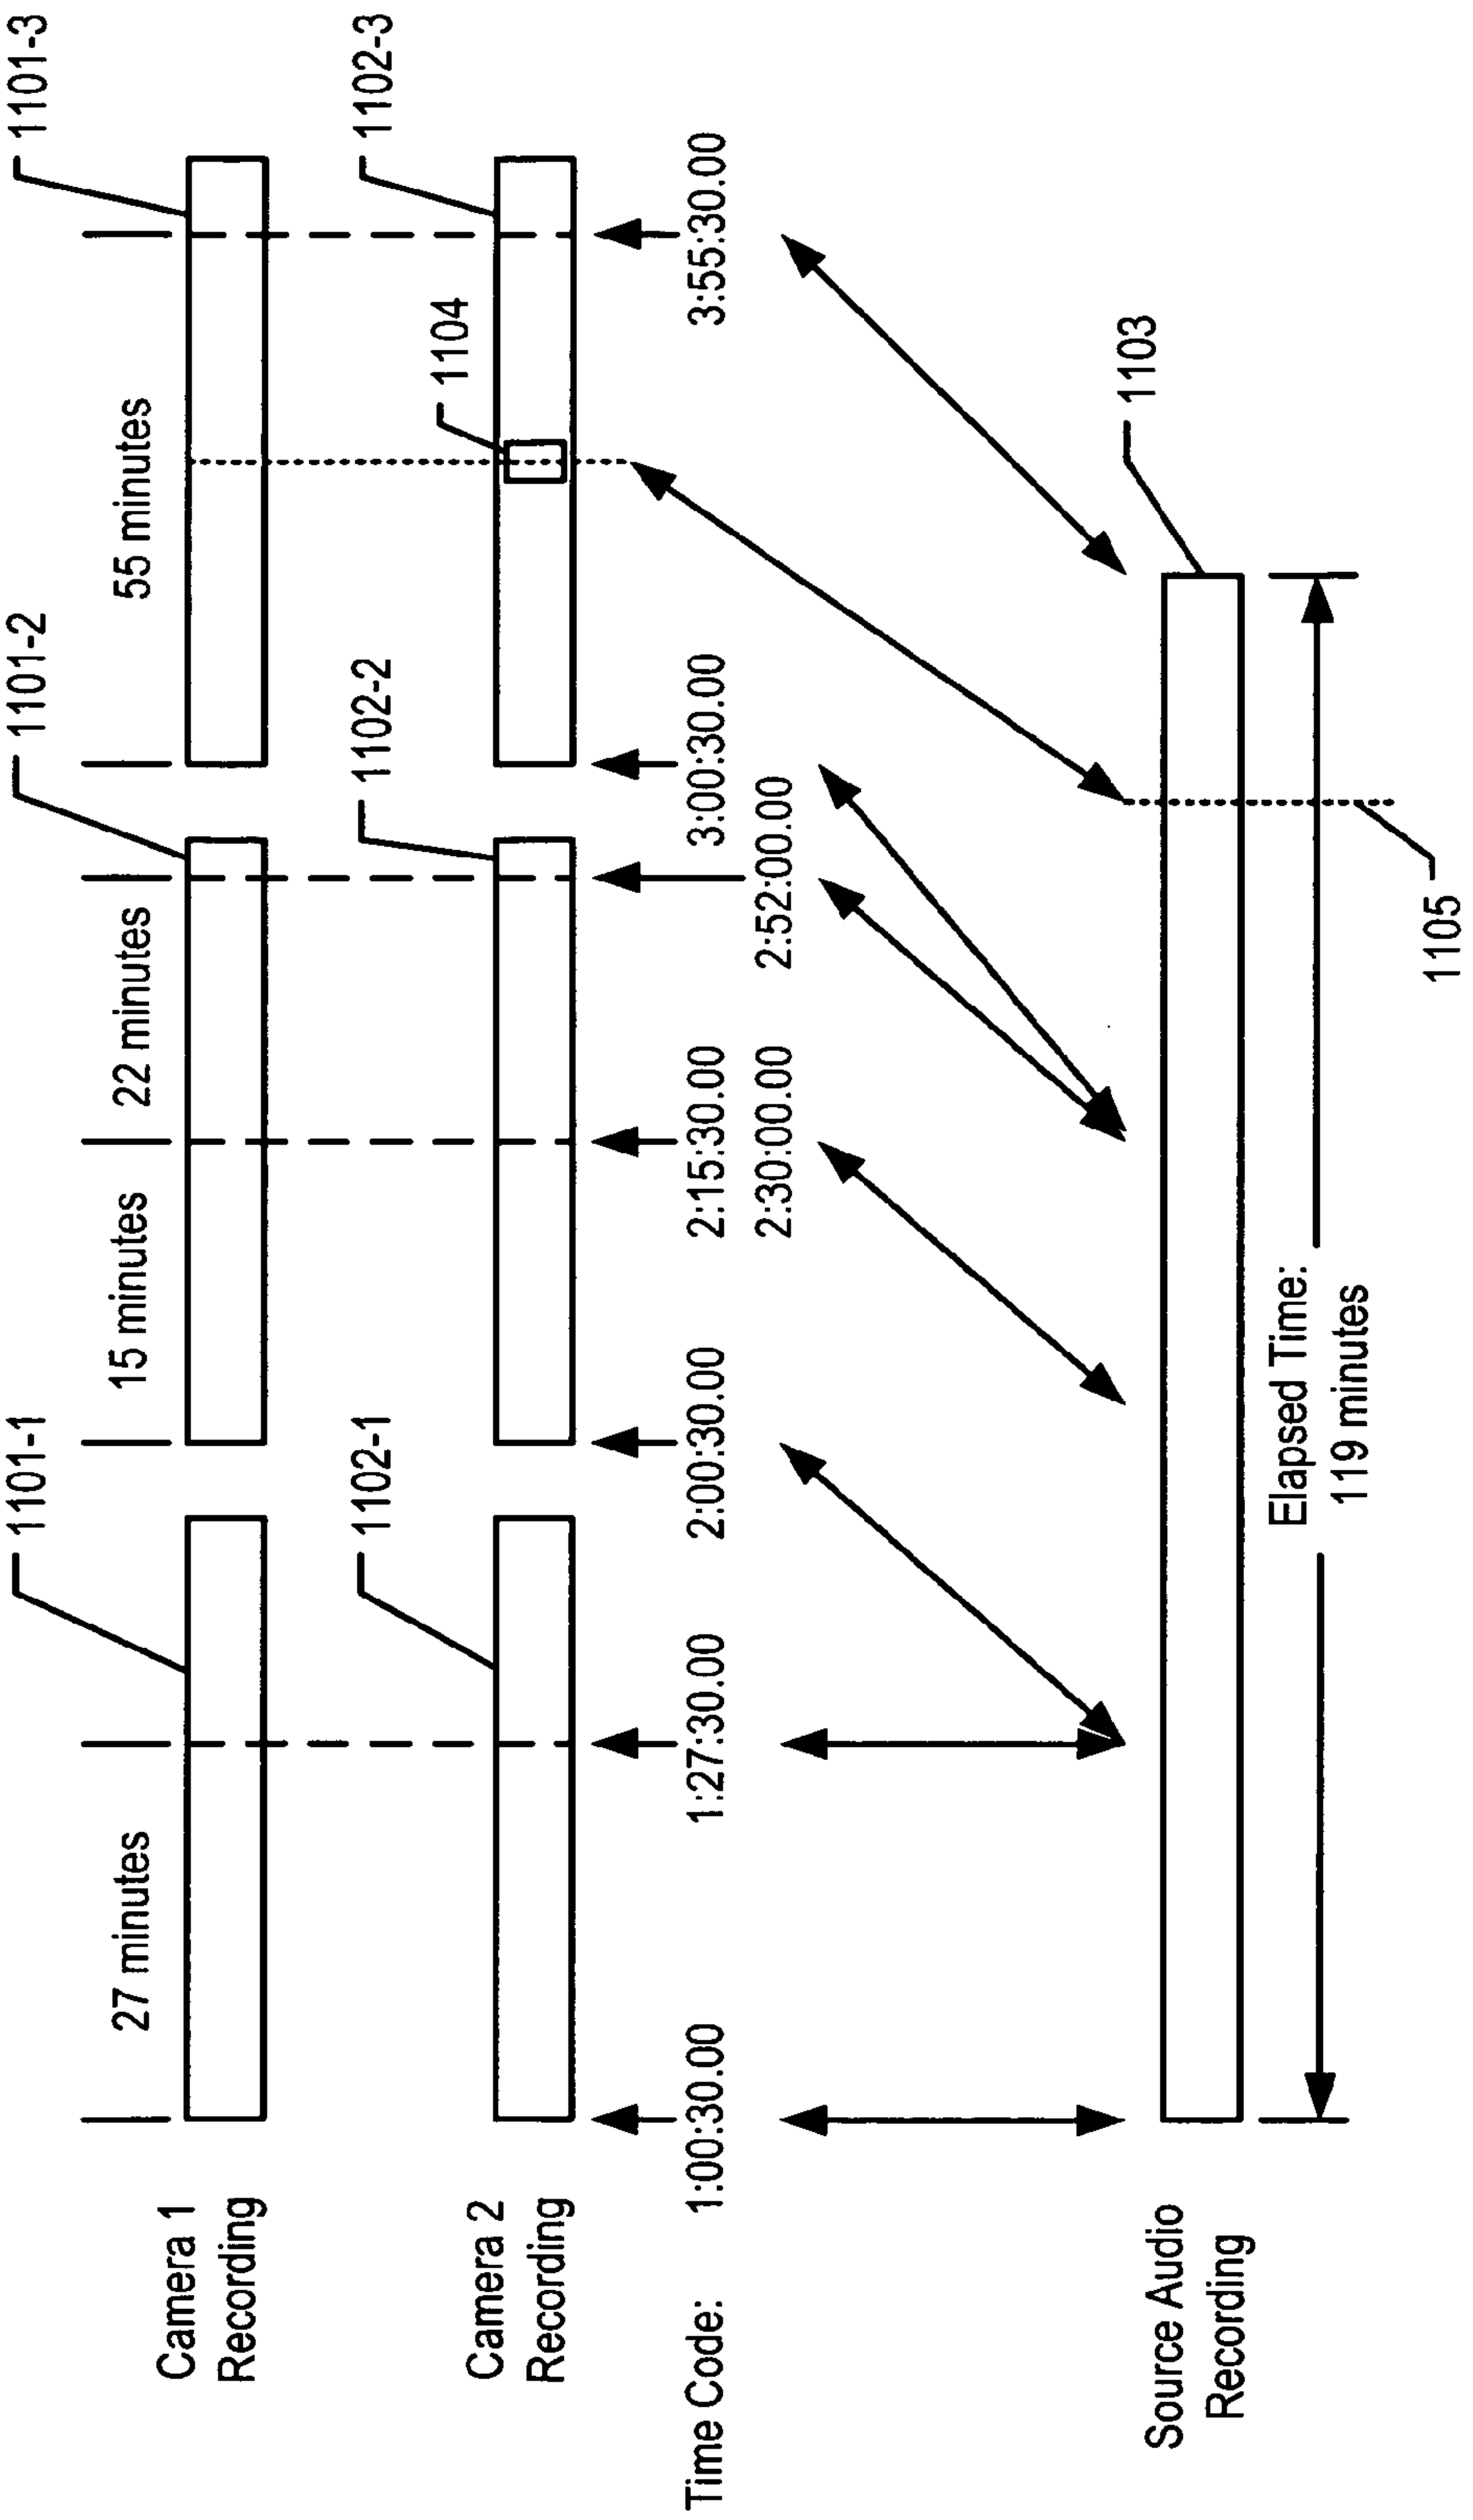 1101-1
1101-2
1101-3
27 minutes
15 minutes
22 minutes
55 minutes
Camera 1
Recording
1102-1
1102-2
1102-3
1104
Camera 2
Recording
Time Code:
1:00:30.00
1:27:30.00
2:00:30.00
2:15:30.00
3:00:30.00
3:55:30.00
2:30:00.00
2:52:00.00
1103
Source Audio
Recording
Elapsed Time:
119 minutes
1105